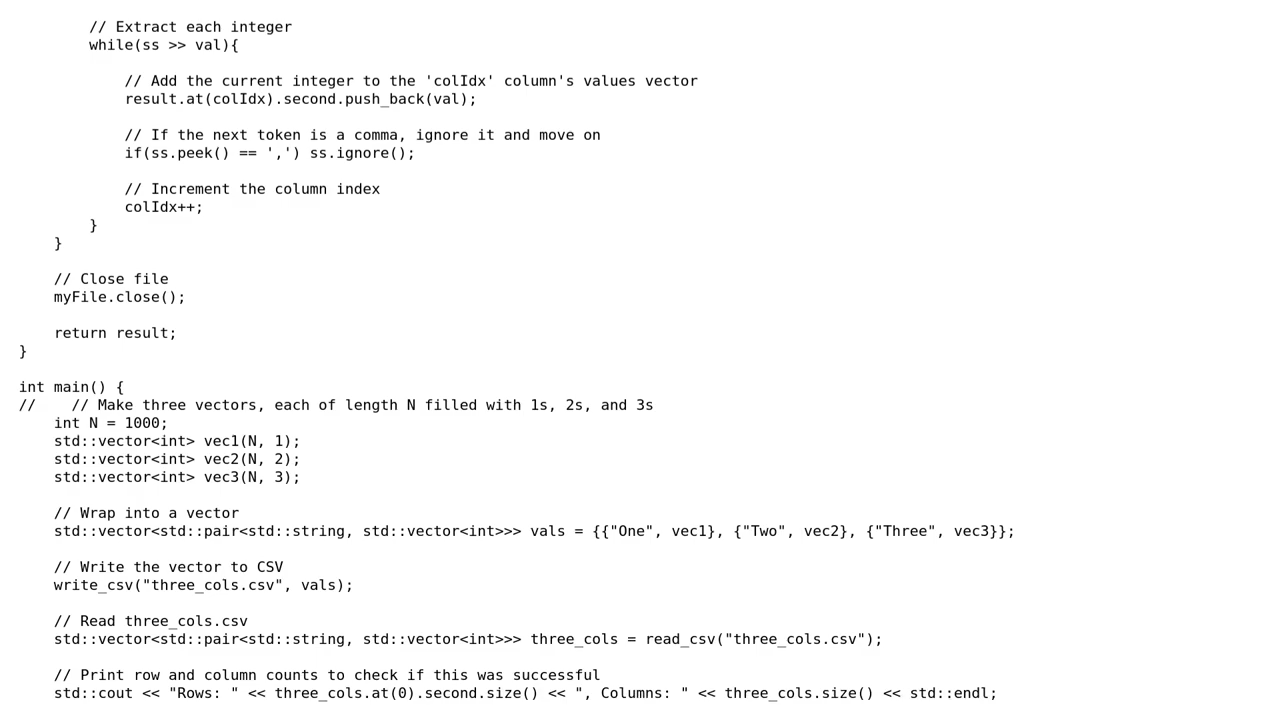 // Extract each integer
        while(ss >> val){
            // Add the current integer to the 'colIdx' column's values vector
            result.at(colIdx).second.push_back(val);
            // If the next token is a comma, ignore it and move on
            if(ss.peek() == ',') ss.ignore();
            // Increment the column index
            colIdx++;
        }
    }
    // Close file
    myFile.close();
    return result;
}
int main() {
//    // Make three vectors, each of length N filled with 1s, 2s, and 3s
    int N = 1000;
    std::vector<int> vec1(N, 1);
    std::vector<int> vec2(N, 2);
    std::vector<int> vec3(N, 3);
    // Wrap into a vector
    std::vector<std::pair<std::string, std::vector<int>>> vals = {{"One", vec1}, {"Two", vec2}, {"Three", vec3}};
    // Write the vector to CSV
    write_csv("three_cols.csv", vals);
    // Read three_cols.csv
    std::vector<std::pair<std::string, std::vector<int>>> three_cols = read_csv("three_cols.csv");
    // Print row and column counts to check if this was successful
    std::cout << "Rows: " << three_cols.at(0).second.size() << ", Columns: " << three_cols.size() << std::endl;